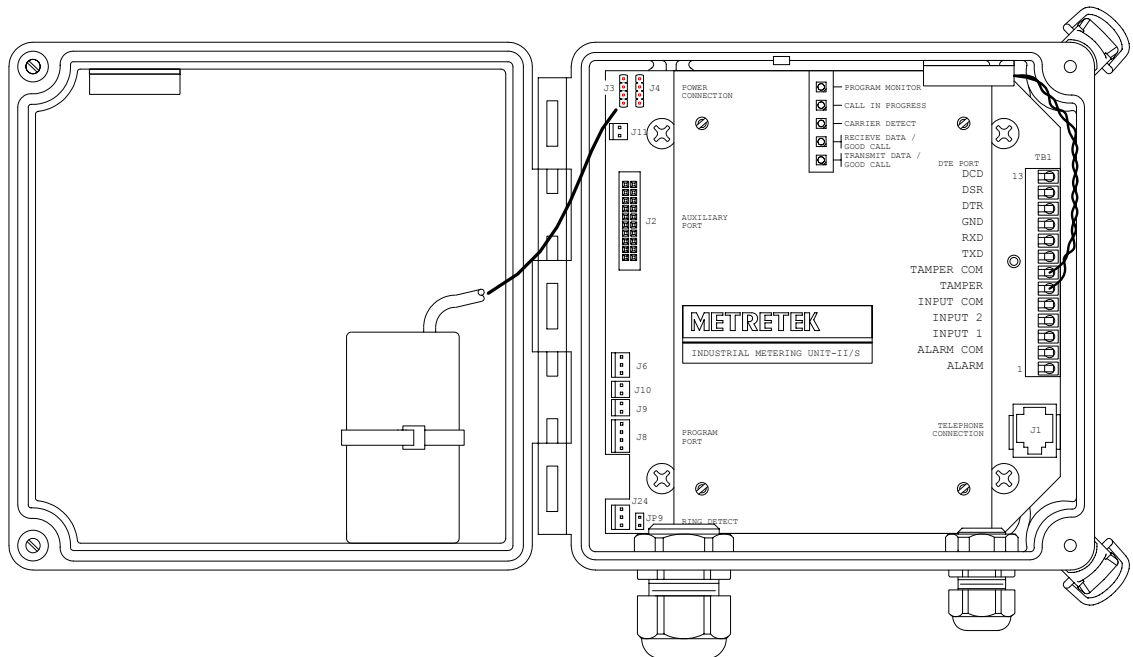 J3
J4
POWER
CONNECTION
J11
PROGRAM MONITOR
CALL IN PROGRESS
CARRIER DETECT
RECIEVE DATA /
GOOD CALL
TRANSMIT DATA /
GOOD CALL
DTE PORT
TB1
13
DCD
DSR
DTR
GND
RXD
TXD
TAMPER COM
TAMPER
INPUT COM
INPUT 2
INPUT 1
ALARM COM
ALARM
1
J2
AUXILIARY
PORT
METRETEK
INDUSTRIAL METERING UNIT-II/S
J6
J10
J9
J8
PROGRAM
PORT
TELEPHONE
CONNECTION
J1
J24
JP9
RING DETECT